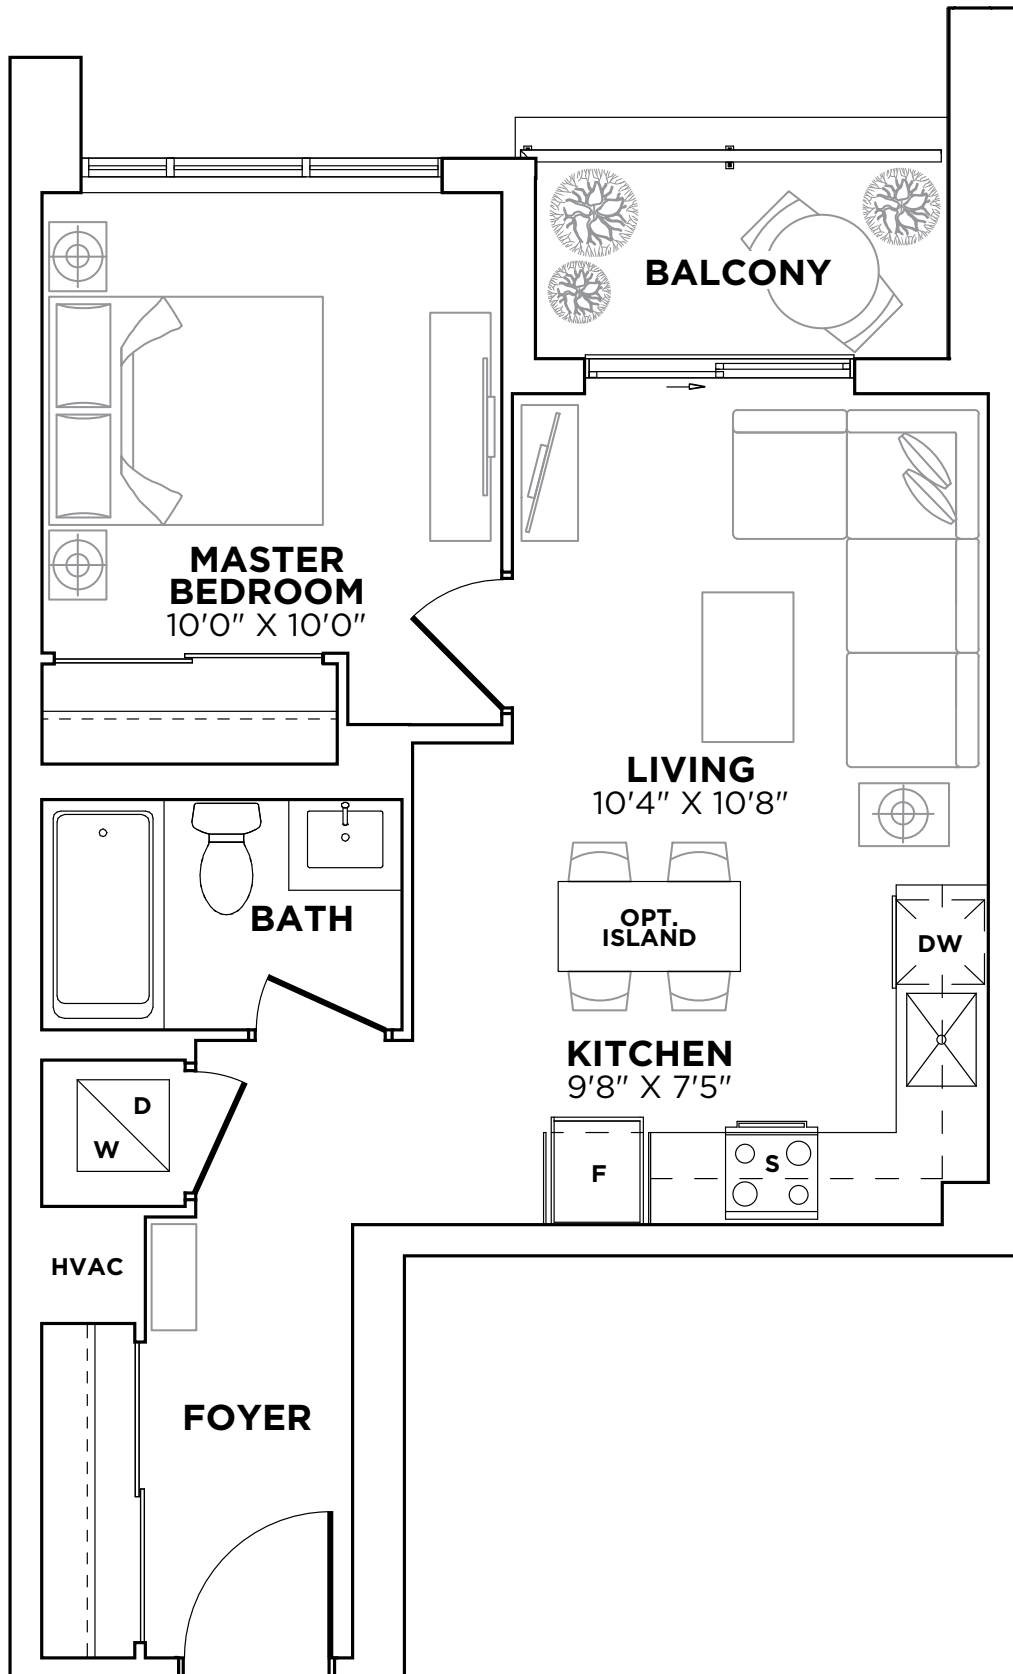 BALCONY
MASTER
BEDROOM
10'0" X 10'0"
LIVING
10'4" X 10'8"
BATH
OPT.
ISLAND
DW
KITCHEN
9'8" X 7'5"
D
W
F
S
HVAC
FOYER